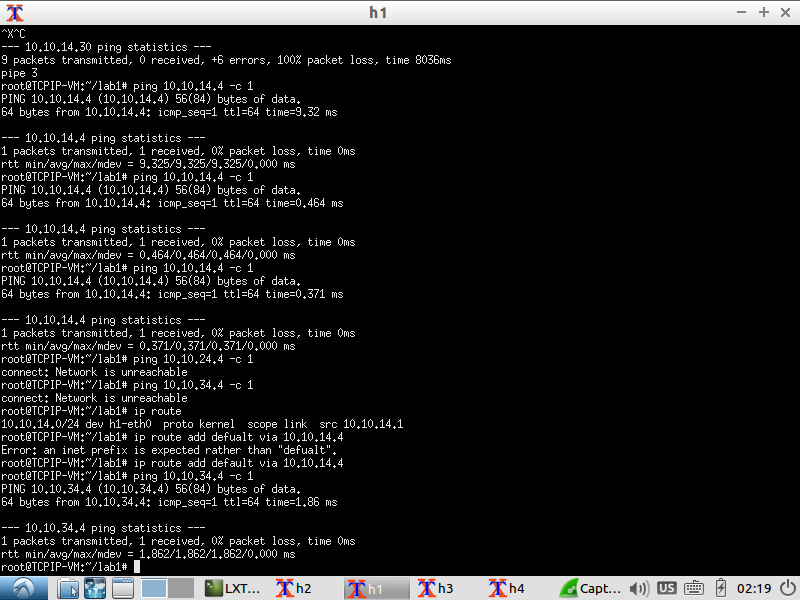 h1
^X^C
--- 10.10.14.30 ping statistics ---
9 packets transmitted, 0 received, +6 errors, 100% packet loss, time 8036ms
pipe 3
root@TCPIP-VM:~/lab1# ping 10.10.14.4 -c 1
PING 10.10.14.4 (10.10.14.4) 56(84) bytes of data.
64 bytes from 10.10.14.4: icmp_seq=1 ttl=64 time=9.32 ms
--- 10.10.14.4 ping statistics ---
1 packets transmitted, 1 received, 0% packet loss, time 0ms
rtt min/avg/max/mdev = 9.325/9.325/9.325/0.000 ms
root@TCPIP-VM:~/lab1# ping 10.10.14.4 -c 1
PING 10.10.14.4 (10.10.14.4) 56(84) bytes of data.
64 bytes from 10.10.14.4: icmp_seq=1 ttl=64 time=0.464 ms
--- 10.10.14.4 ping statistics ---
1 packets transmitted, 1 received, 0% packet loss, time 0ms
rtt min/avg/max/mdev = 0.464/0.464/0.464/0.000 ms
root@TCPIP-VM:~/lab1# ping 10.10.14.4 -c 1
PING 10.10.14.4 (10.10.14.4) 56(84) bytes of data.
64 bytes from 10.10.14.4: icmp_seq=1 ttl=64 time=0.371 ms
--- 10.10.14.4 ping statistics ---
1 packets transmitted, 1 received, 0% packet loss, time 0ms
rtt min/avg/max/mdev = 0.371/0.371/0.371/0.000 ms
root@TCPIP-VM:~/lab1# ping 10.10.24.4 -c 1
connect: Network is unreachable
root@TCPIP-VM:~/lab1# ping 10.10.34.4 -c 1
connect: Network is unreachable
root@TCPIP-VM:~/lab1# ip route
10.10.14.0/24 dev h1-eth0  proto kernel  scope link  src 10.10.14.1
root@TCPIP-VM:~/lab1# ip route add defualt via 10.10.14.4
Error: an inet prefix is expected rather than "defualt".
root@TCPIP-VM:~/lab1# ip route add default via 10.10.14.4
root@TCPIP-VM:~/lab1# ping 10.10.34.4 -c 1
PING 10.10.34.4 (10.10.34.4) 56(84) bytes of data.
64 bytes from 10.10.34.4: icmp_seq=1 ttl=64 time=1.86 ms
--- 10.10.34.4 ping statistics ---
1 packets transmitted, 1 received, 0% packet loss, time 0ms
rtt min/avg/max/mdev = 1.862/1.862/1.862/0.000 ms
root@TCPIP-VM:~/lab1#
LXT... h2 h1 h3 h4 Capt... US 02:19